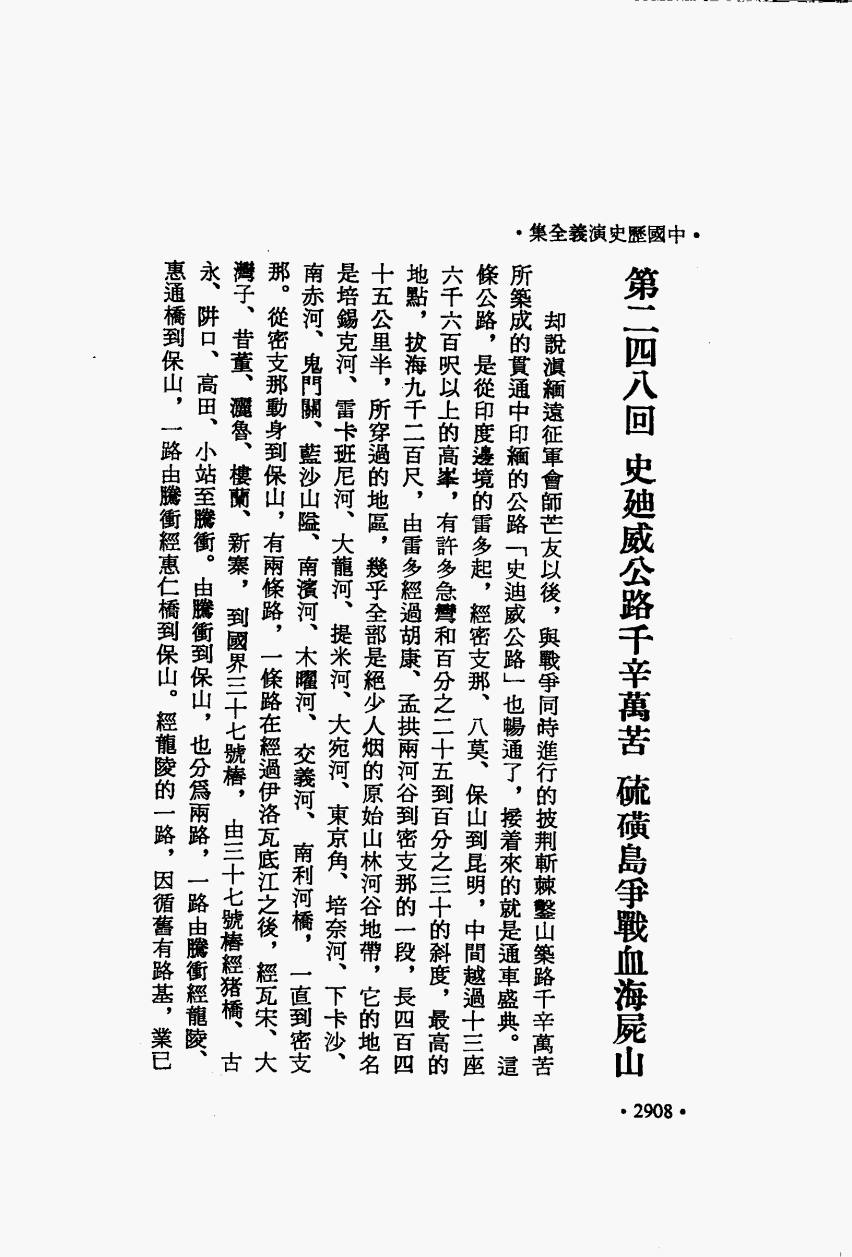 •中國歷史演義全集•
第二四八回 史廸威公路千辛萬苦 硫磺島爭戰血海屍山
却說滇緬遠征軍會師芒友以後，與戰爭同時進行的披荆斬棘鑿山築路千辛萬苦
所築成的貫通中印緬的公路「史迪威公路」也暢通了，接着來的就是通車盛典。這
條公路，是從印度邊境的雷多起，經密支那、八莫、保山到昆明，中間越過十三座
六千六百呎以上的高峯，有許多急彎和百分之二十五到百分之三十的斜度，最高的
地點，拔海九千二百尺，由雷多經過胡康、孟拱兩河谷到密支那的一段，長四百四
十五公里半，所穿過的地區，幾乎全部是絕少人烟的原始山林河谷地帶，它的地名
是培錫克河、雷卡班尼河、大龍河、提米河、大宛河、東京角、培奈河、下卡沙、
南赤河、鬼門關、藍沙山隘、南濱河、木曜河、交義河、南利河橋，一直到密支
那。從密支那動身到保山，有兩條路，一條路在經過伊洛瓦底江之後，經瓦宋、大
灣子、昔董、灑魯、樓蘭、新寨，到國界三十七號樁，由三十七號樁經猪橋、古
永、阱口、高田、小站至騰衝。由騰衝到保山，也分爲兩路，一路由騰衝經龍陵、
惠通橋到保山，一路由騰衝經惠仁橋到保山。經龍陵的一路，因循舊有路基，業已
•2908•